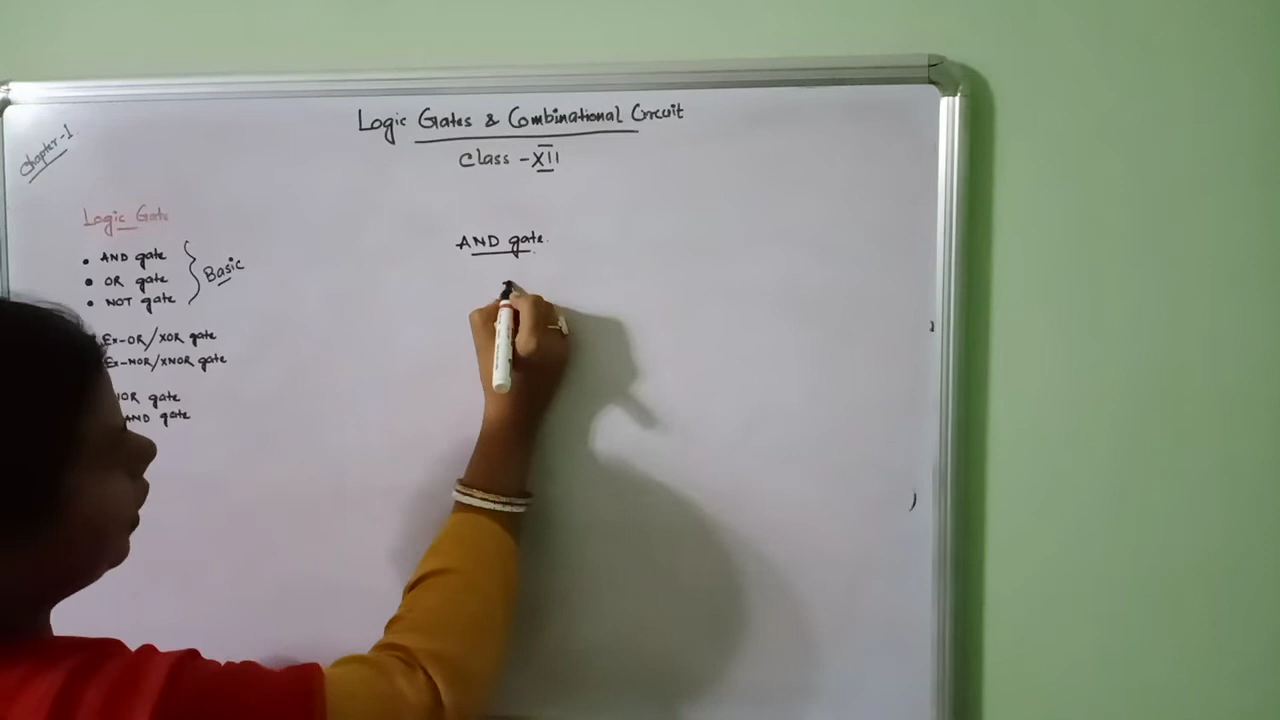 Logic Gates & Combinational Circuit
Class - XII
Chapter-1
Logic Gate
• AND gate
• OR gate
• NOT gate
Basic
Ex-OR/XOR gate
Ex-NOR/XNOR gate
gate
gate
AND gate.